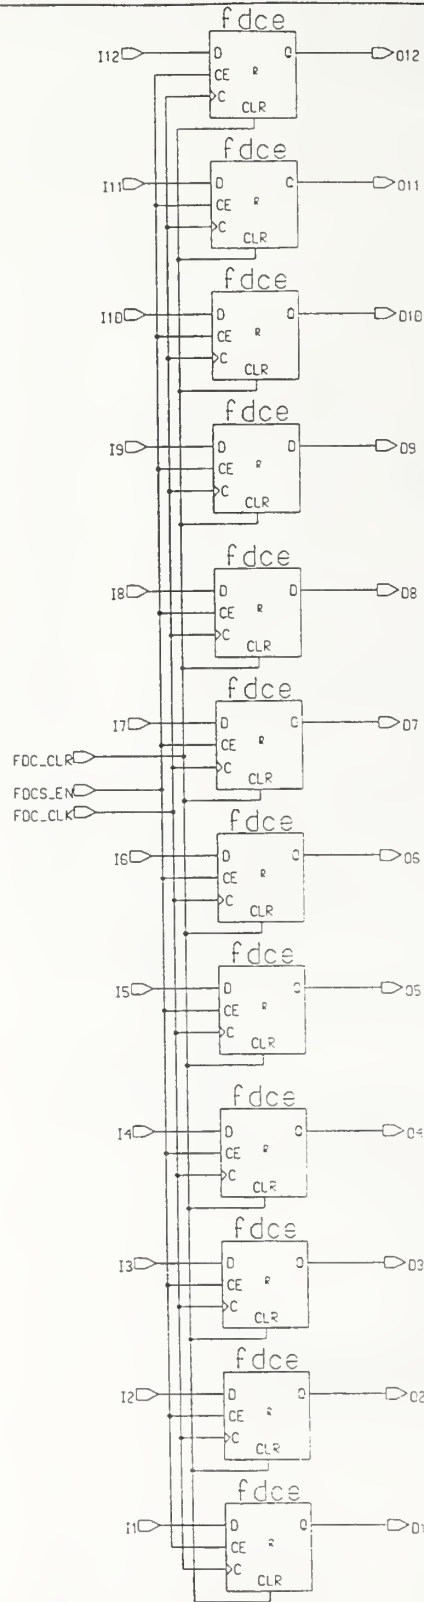 fdce
I12 D Q O12
CE R
C
CLR
fdce
I11 D Q O11
CE R
C
CLR
fdce
I10 D Q O10
CE R
C
CLR
fdce
I9 D Q O9
CE R
C
CLR
fdce
I8 D Q O8
CE R
C
CLR
fdce
I7 D Q O7
CE R
FDC_CLR
C
CLR
FDCS_EN
FDC_CLK
fdce
I6 D Q O6
CE R
C
CLR
fdce
I5 D Q O5
CE R
C
CLR
fdce
I4 D Q O4
CE R
C
CLR
fdce
I3 D Q O3
CE R
C
CLR
fdce
I2 D Q O2
CE R
C
CLR
fdce
I1 D Q O1
CE R
C
CLR